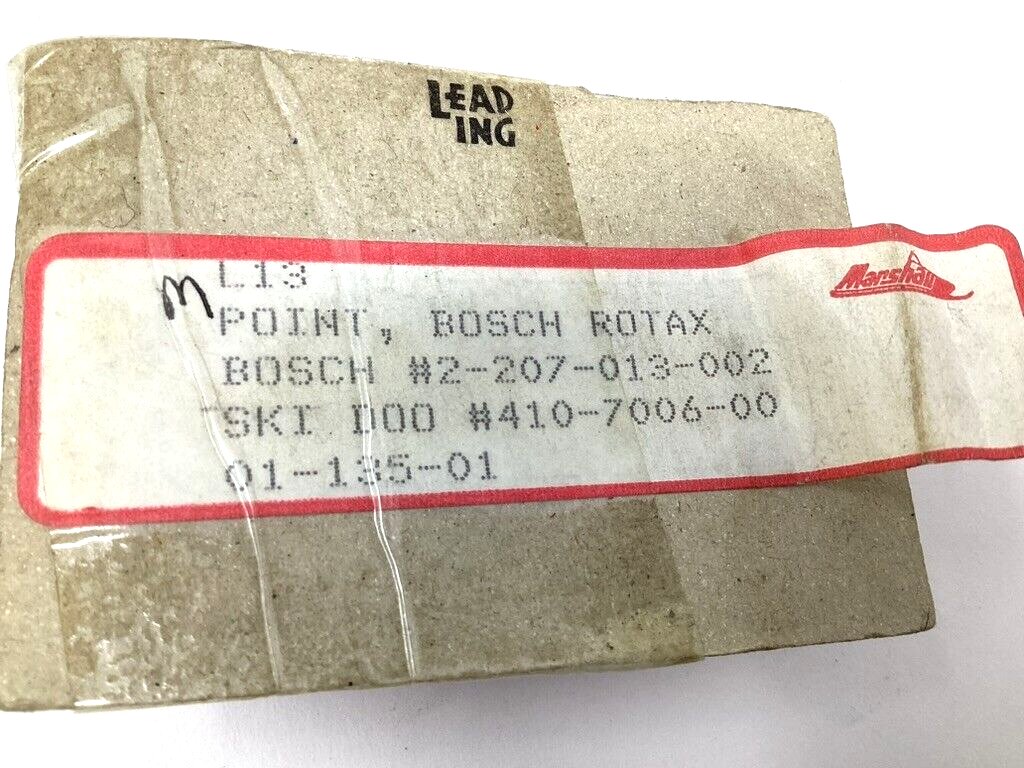 LEAD
ING
L13
Marshall
m
POINT, BOSCH ROTAX
BOSCH #2-207-013-002
SKI DOO #410-7006-00
01-135-01